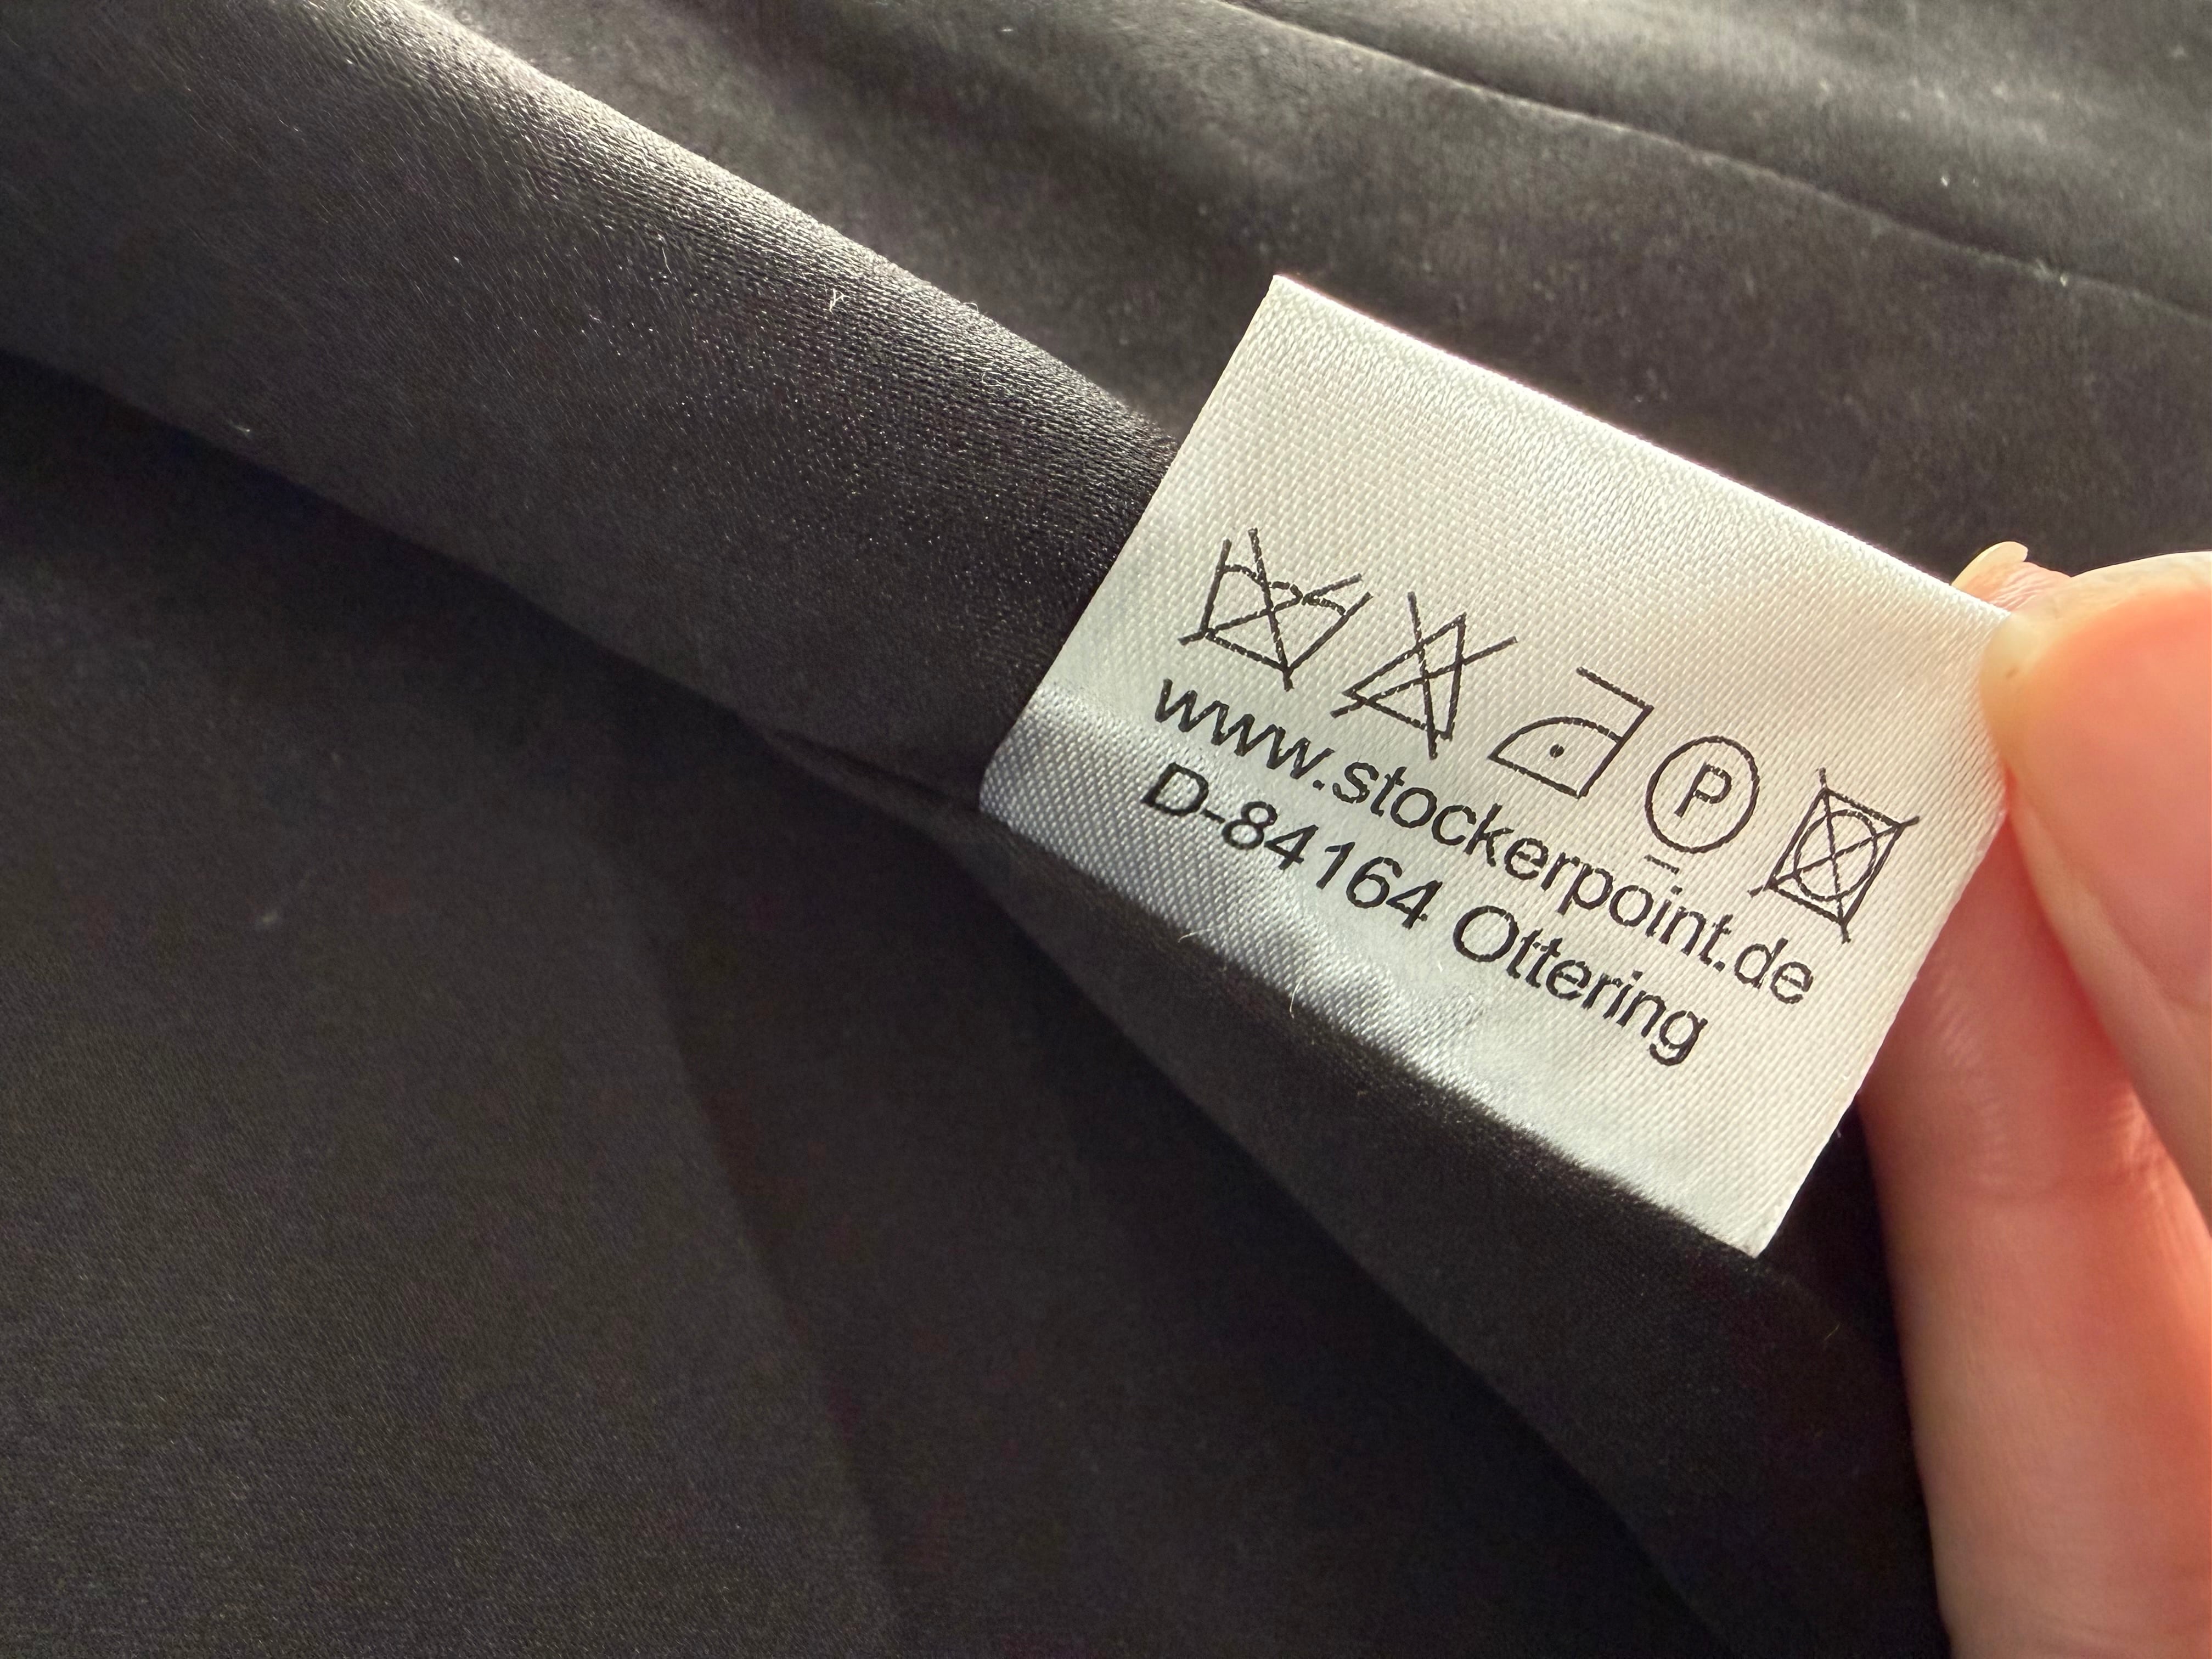 P
www.stockerpoint.de
D-84164 Ottering